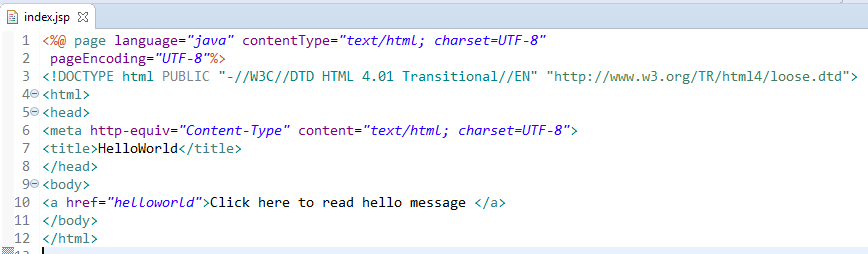 index.jsp
1 <%@ page language="java" contentType="text/html; charset=UTF-8"
2 pageEncoding="UTF-8"%>
3 <!DOCTYPE html PUBLIC "-//W3C//DTD HTML 4.01 Transitional//EN" "http://www.w3.org/TR/html4/loose.dtd">
4 <html>
5 <head>
6 <meta http-equiv="Content-Type" content="text/html; charset=UTF-8">
7 <title>HelloWorld</title>
8 </head>
9 <body>
10 <a href="helloworld">Click here to read hello message </a>
11 </body>
12 </html>
13